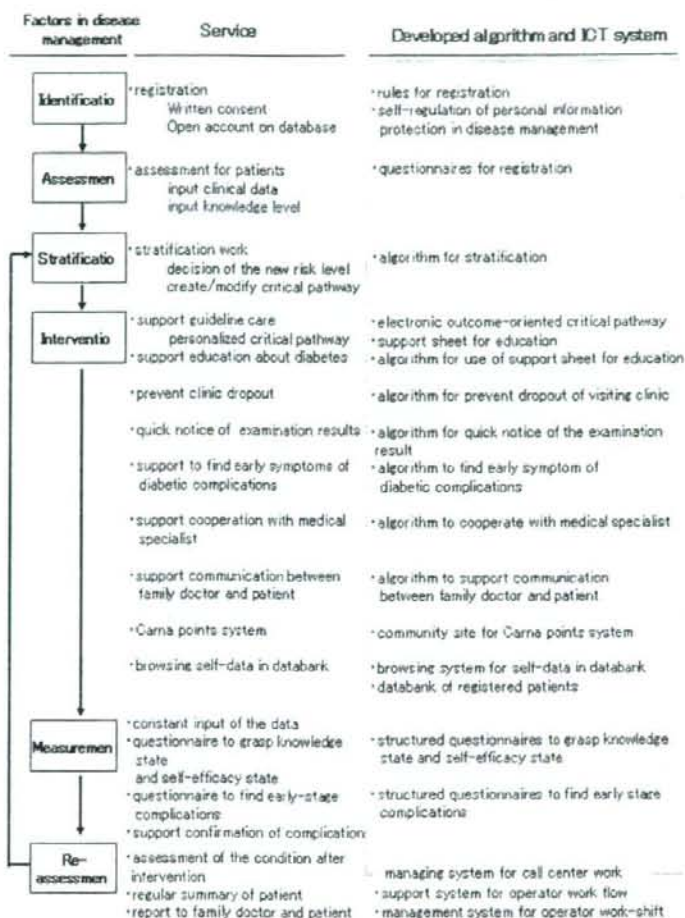 Factors in disease
management
Service
Developed algorithm and ICT system
Identificatio
・registration
Written consent
Open account on database
・rules for registration
・self-regulation of personal information
protection in disease management
Assessmen
・assessment for patients
input clinical data
input knowledge level
・questionnaires for registration
Stratificatio
・stratification work
decision of the new risk level
create/modify critical pathway
・algorithm for stratification
Interventio
・support guideline care
personalized critical pathway
・support education about diabetes
・electronic outcome-oriented critical pathway
・support sheet for education
・algorithm for use of support sheet for education
・prevent clinic dropout
・algorithm for prevent dropout of visiting clinic
・quick notice of examination results
・algorithm for quick notice of the examination
result
・support to find early symptoms of
diabetic complications
・algorithm to find early symptom of
diabetic complications
・support cooperation with medical
specialist
・algorithm to cooperate with medical specialist
・support communication between
family doctor and patient
・algorithm to support communication
between family doctor and patient
・Carna points system
・community site for Carna points system
・browsing self-data in databank
・browsing system for self-data in databank
・databank of registered patients
Measuremen
・constant input of the data
・questionnaire to grasp knowledge
state
and self-efficacy state
・questionnaire to find early-stage
complications
・support confirmation of complication
・structured questionnaires to grasp knowledge
state and self-efficacy state
・structured questionnaires to find early stage
complications
Re-
assessmen
・assessment of the condition after
intervention
・regular summary of patient
・report to family doctor and patient
managing system for call center work
・support system for operator work flow
・management system for operator work-shift